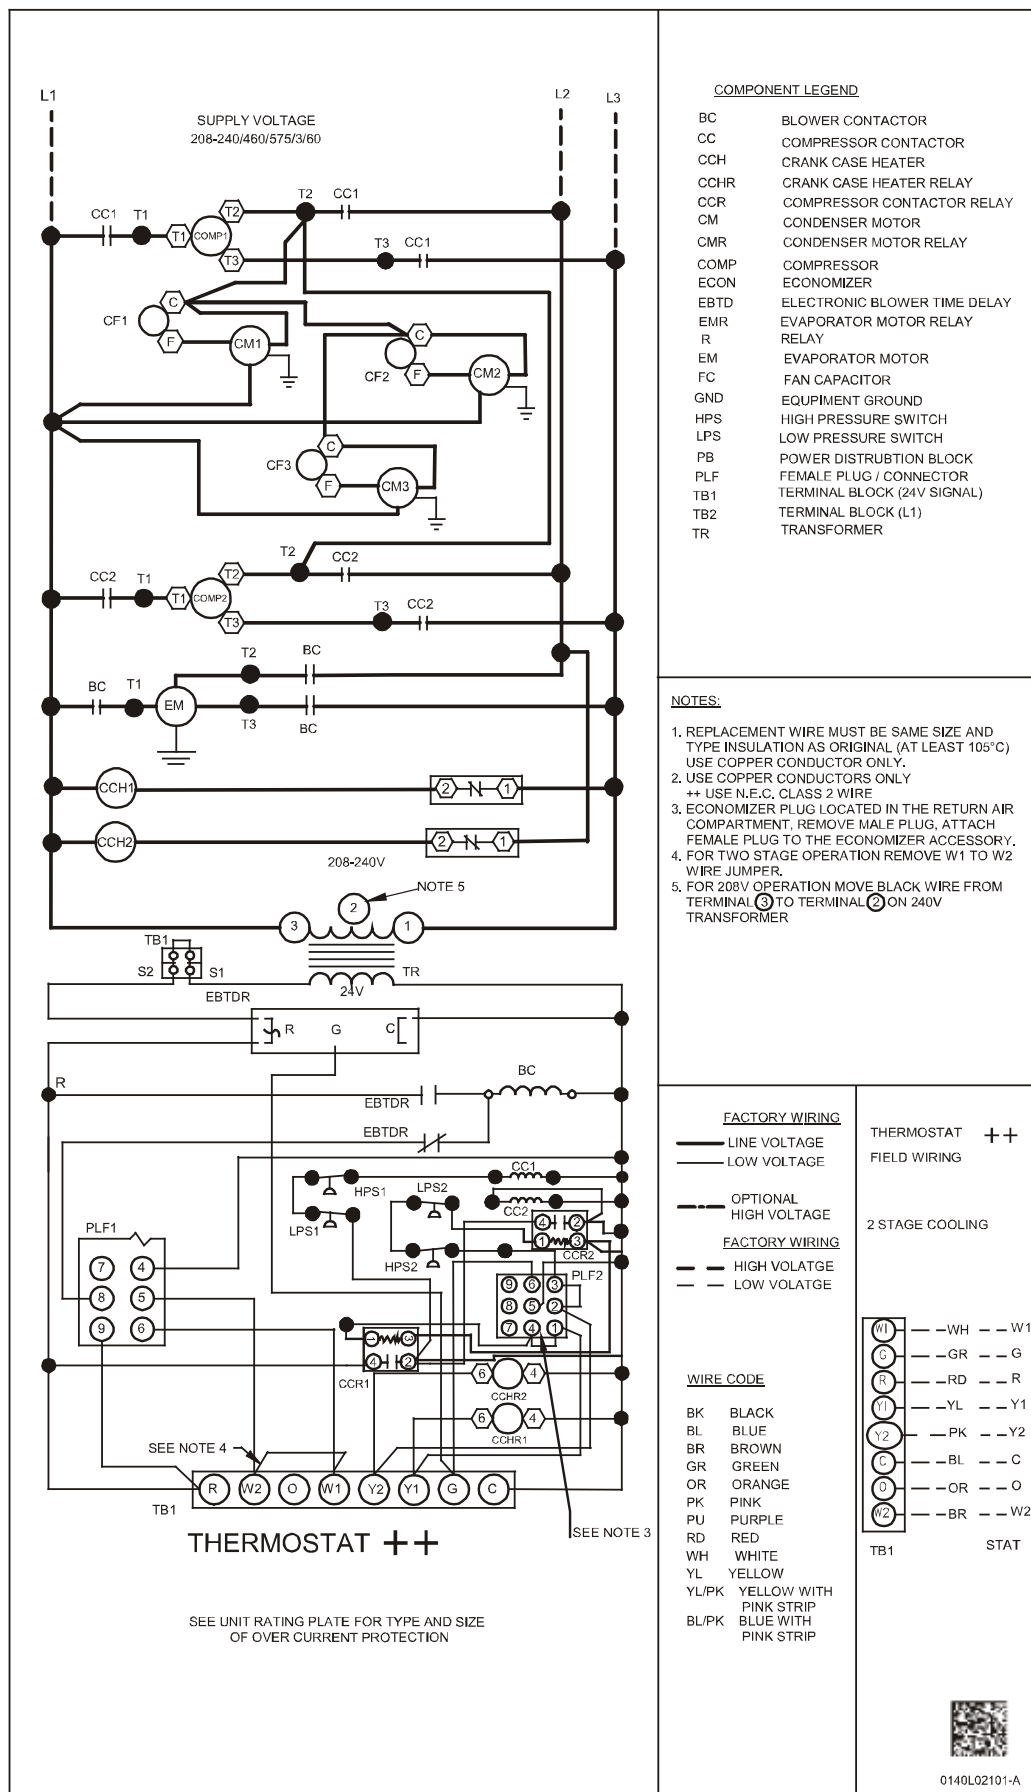 L1
L2
L3
SUPPLY VOLTAGE
208-240/460/575/3/60
T2
CC1
CC1
T1
T1
COMP1
T2
T3
T3
CC1
C
CF1
F
CM1
C
CF2
F
CM2
C
CF3
F
CM3
T2
CC2
CC2
T1
T1
COMP2
T2
T3
T3
CC2
T2
BC
BC
T1
EM
T3
BC
CCH1
2
1
CCH2
2
1
208-240V
NOTE 5
3
2
1
TB1
S2
S1
TR
24V
EBTDR
R
G
C
R
BC
EBTDR
EBTDR
CC1
HPS1
LPS2
LPS1
CC2
4
2
1
3
CCR2
HPS2
PLF1
7
4
8
5
9
6
PLF2
9
6
3
8
5
2
7
4
1
1
3
4
2
CCR1
6
4
CCHR2
6
4
CCHR1
SEE NOTE 4
R
W2
O
W1
Y2
Y1
G
C
TB1
SEE NOTE 3
THERMOSTAT ++
SEE UNIT RATING PLATE FOR TYPE AND SIZE
OF OVER CURRENT PROTECTION
COMPONENT LEGEND
BC BLOWER CONTACTOR
CC COMPRESSOR CONTACTOR
CCH CRANK CASE HEATER
CCHR CRANK CASE HEATER RELAY
CCR COMPRESSOR CONTACTOR RELAY
CM CONDENSER MOTOR
CMR CONDENSER MOTOR RELAY
COMP COMPRESSOR
ECON ECONOMIZER
EBTD ELECTRONIC BLOWER TIME DELAY
EMR EVAPORATOR MOTOR RELAY
R RELAY
EM EVAPORATOR MOTOR
FC FAN CAPACITOR
GND EQUPIMENT GROUND
HPS HIGH PRESSURE SWITCH
LPS LOW PRESSURE SWITCH
PB POWER DISTRUBTION BLOCK
PLF FEMALE PLUG / CONNECTOR
TB1 TERMINAL BLOCK (24V SIGNAL)
TB2 TERMINAL BLOCK (L1)
TR TRANSFORMER
NOTES:
1. REPLACEMENT WIRE MUST BE SAME SIZE AND
TYPE INSULATION AS ORIGINAL (AT LEAST 105°C)
USE COPPER CONDUCTOR ONLY.
2. USE COPPER CONDUCTORS ONLY
++ USE N.E.C. CLASS 2 WIRE
3. ECONOMIZER PLUG LOCATED IN THE RETURN AIR
COMPARTMENT, REMOVE MALE PLUG, ATTACH
FEMALE PLUG TO THE ECONOMIZER ACCESSORY.
4. FOR TWO STAGE OPERATION REMOVE W1 TO W2
WIRE JUMPER.
5. FOR 208V OPERATION MOVE BLACK WIRE FROM
TERMINAL 3 TO TERMINAL 2 ON 240V
TRANSFORMER
FACTORY WIRING
LINE VOLTAGE
LOW VOLTAGE
OPTIONAL
HIGH VOLTAGE
FACTORY WIRING
HIGH VOLATGE
LOW VOLATGE
WIRE CODE
BK BLACK
BL BLUE
BR BROWN
GR GREEN
OR ORANGE
PK PINK
PU PURPLE
RD RED
WH WHITE
YL YELLOW
YL/PK YELLOW WITH
PINK STRIP
BL/PK BLUE WITH
PINK STRIP
THERMOSTAT ++
FIELD WIRING
2 STAGE COOLING
W1 WH W1
G GR G
R RD R
Y1 YL Y1
Y2 PK Y2
C BL C
O OR O
W2 BR W2
TB1 STAT
0140L02101-A